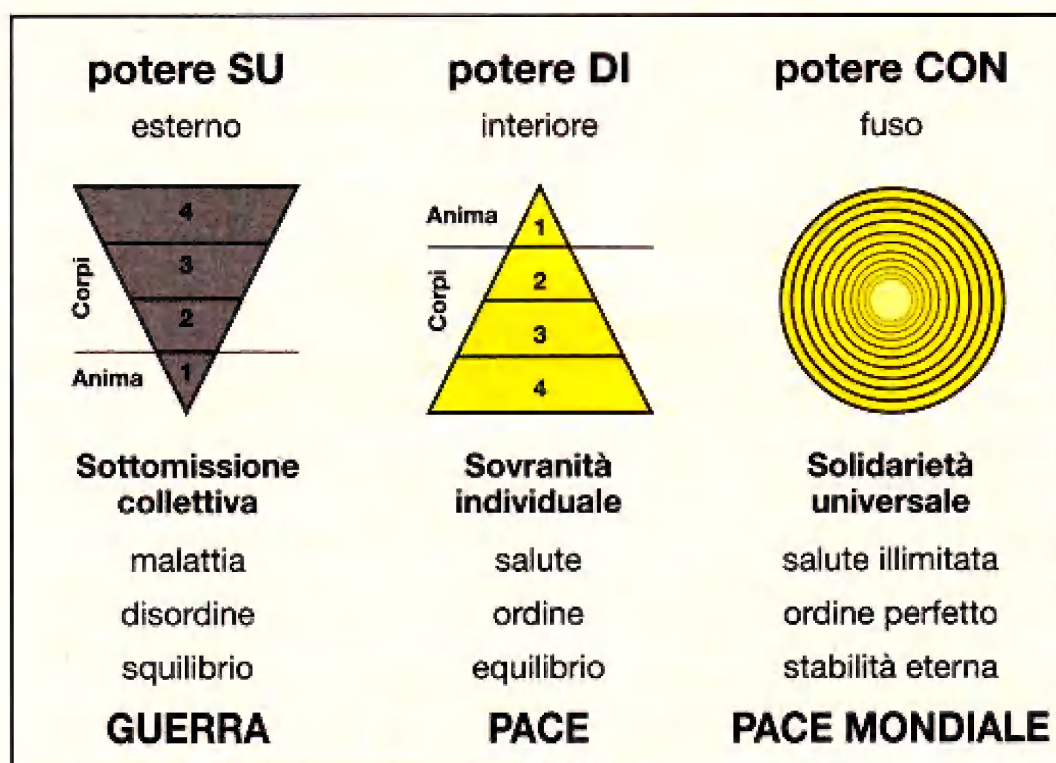 potere SU
esterno
4
3
2
1
Corpi
Anima
Sottomissione
collettiva
malattia
disordine
squilibrio
GUERRA
potere DI
interiore
Anima
1
2
3
4
Corpi
Sovranità
individuale
salute
ordine
equilibrio
PACE
potere CON
fuso
Solidarietà
universale
salute illimitata
ordine perfetto
stabilità eterna
PACE MONDIALE